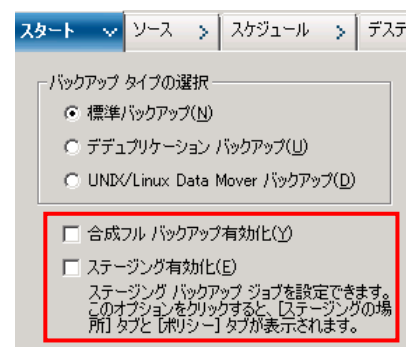 スタート ソース スケジュール デステ
バックアップ タイプの選択
標準バックアップ(N)
デデュプリケーション バックアップ(U)
UNIX/Linux Data Mover バックアップ(D)
合成フル バックアップ有効化(Y)
ステージング有効化(E)
ステージング バックアップ ジョブを設定できます。
このオプションをクリックすると、[ステージングの場
所] タブと [ポリシー] タブが表示されます。